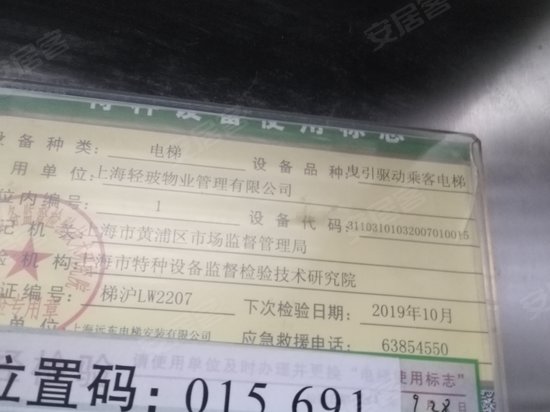 安居客
特种设备使用标志
设备种类: 电梯 设备品种 曳引驱动乘客电梯
用单位: 上海轻玻物业管理有限公司
位内编号: 1 设备代码: 31103101032007010015
记机关: 上海市黄浦区市场监督管理局
机构: 上海市特种设备监督检验技术研究院
证编号: 梯沪LW2207 下次检验日期: 2019年10月
单位 上海远东电梯安装有限公司 应急救援电话: 63854550
请使用单位及时办理并更换"电梯使用标志"
位置码: 015 691